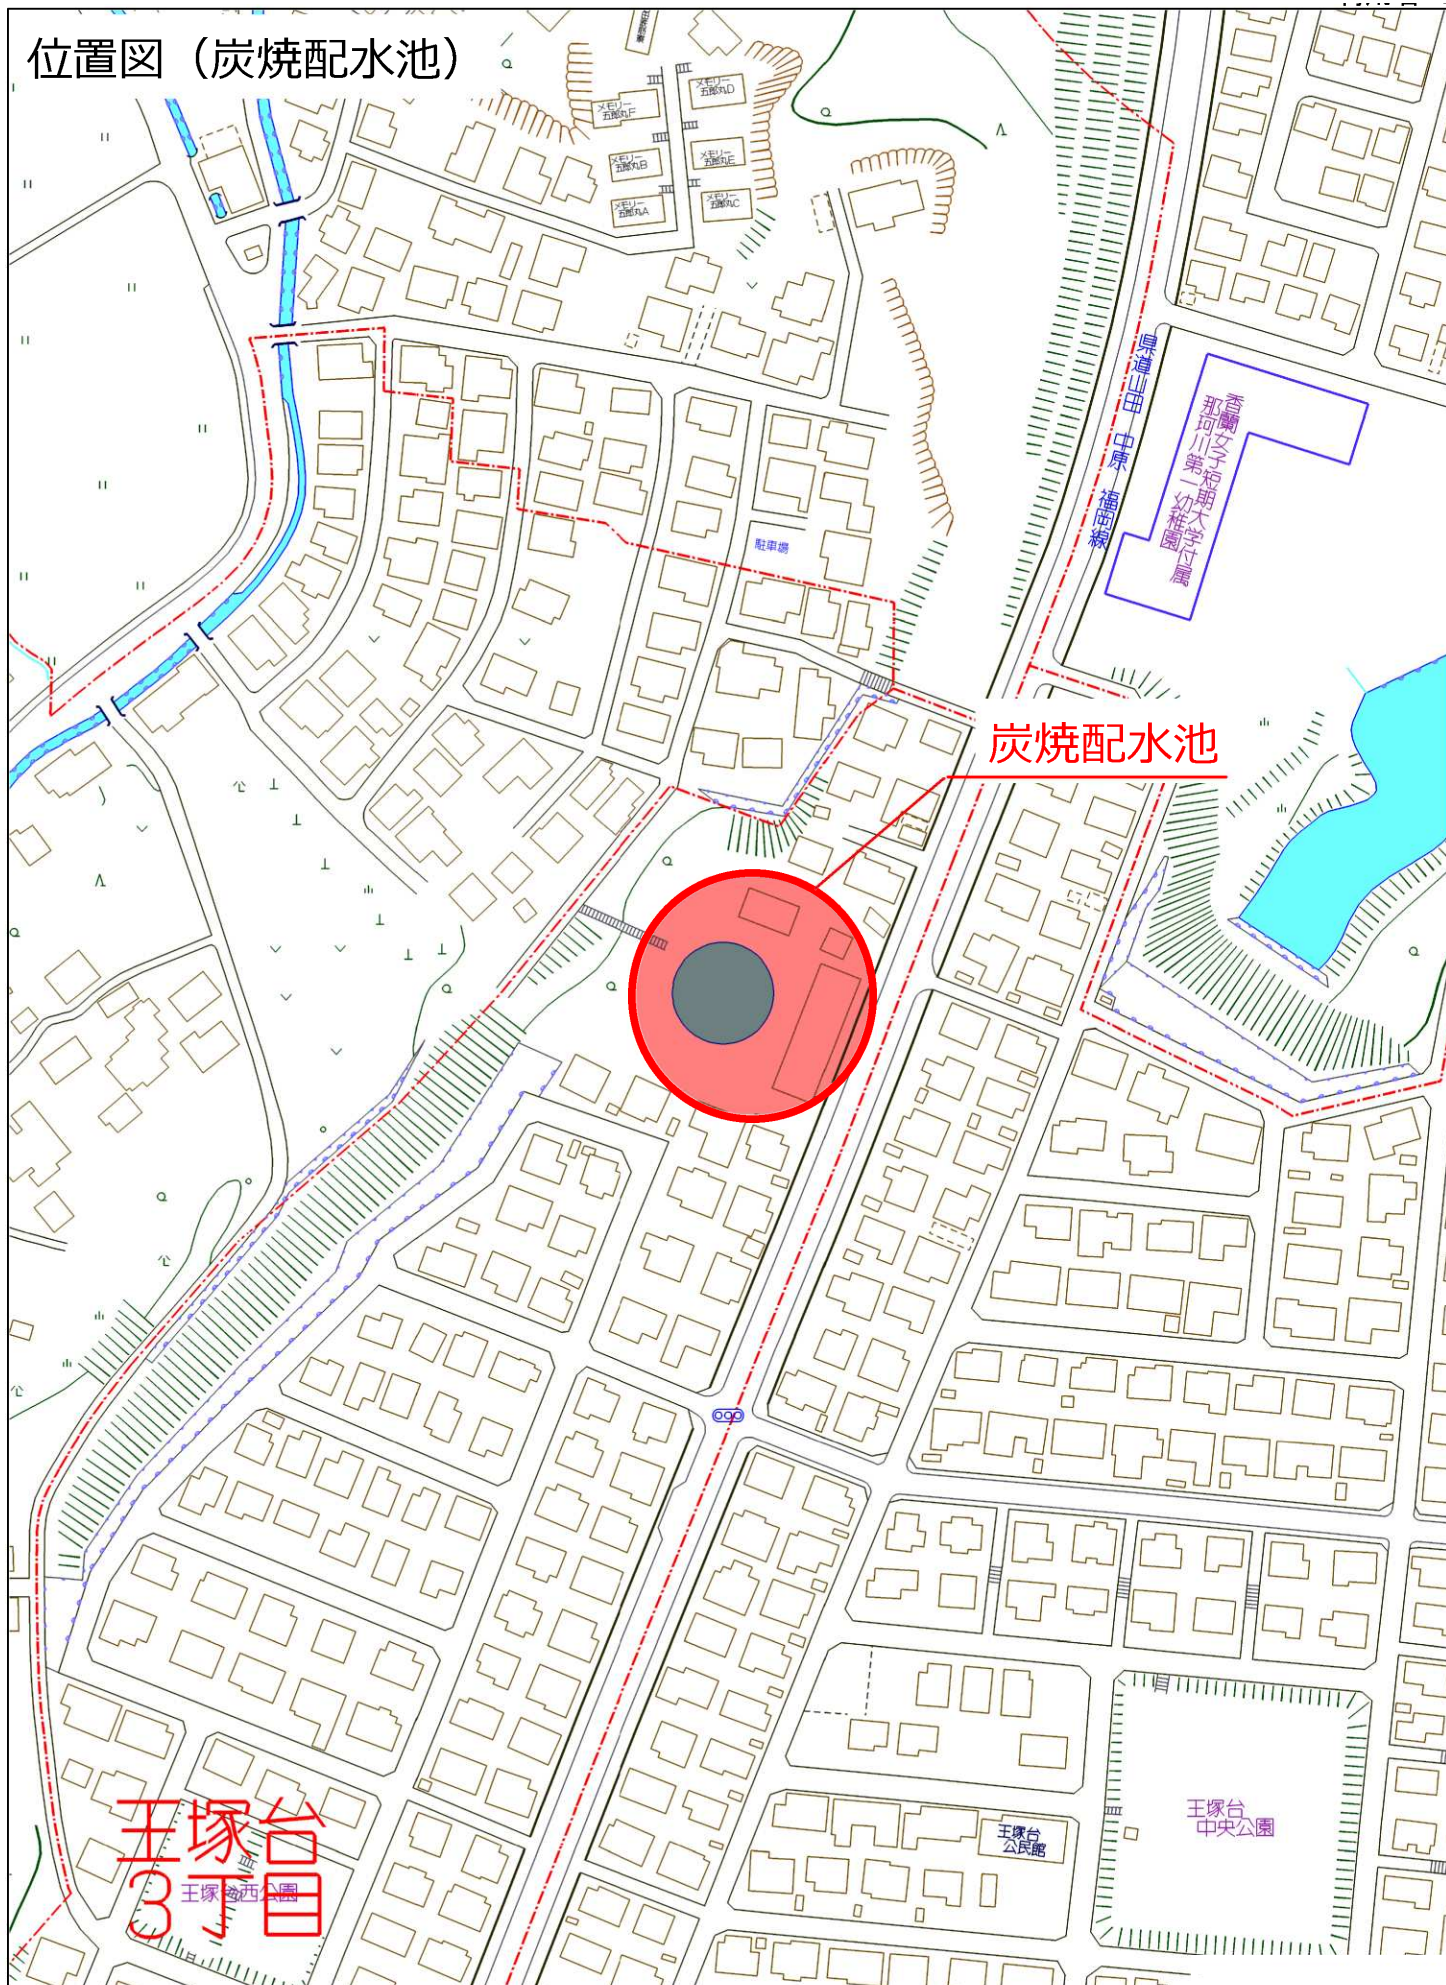 位置図（炭焼配水池）
メモリー
五郎丸F
メモリー
五郎丸D
メモリー
五郎丸B
メモリー
五郎丸E
メモリー
五郎丸A
メモリー
五郎丸C
県道山田　中原　福岡線
香蘭女子短期大学付属
那珂川第一幼稚園
駐車場
炭焼配水池
王塚台
中央公園
王塚台
公民館
王塚台
3丁目
王塚台西公園